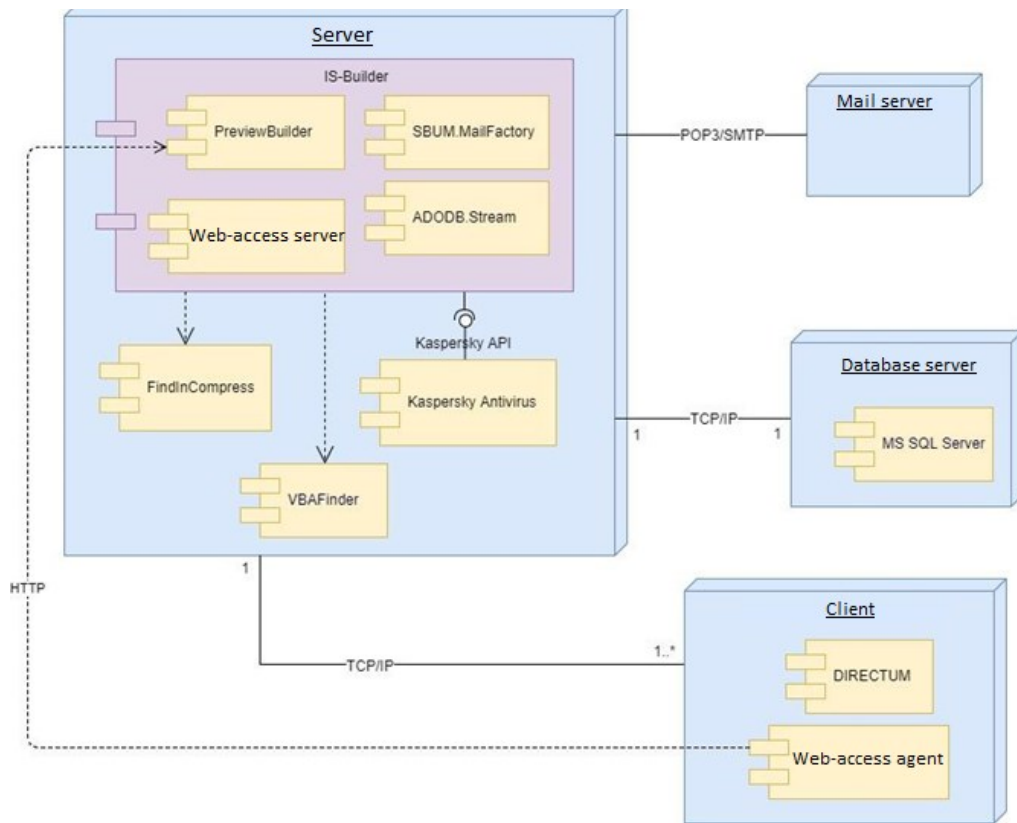 Server
IS-Builder
PreviewBuilder
SBUM.MailFactory
Web-access server
ADODB.Stream
Kaspersky API
FindInCompress
Kaspersky Antivirus
VBAFinder
Mail server
POP3/SMTP
Database server
MS SQL Server
TCP/IP
1
1
HTTP
1
TCP/IP
1..*
Client
DIRECTUM
Web-access agent